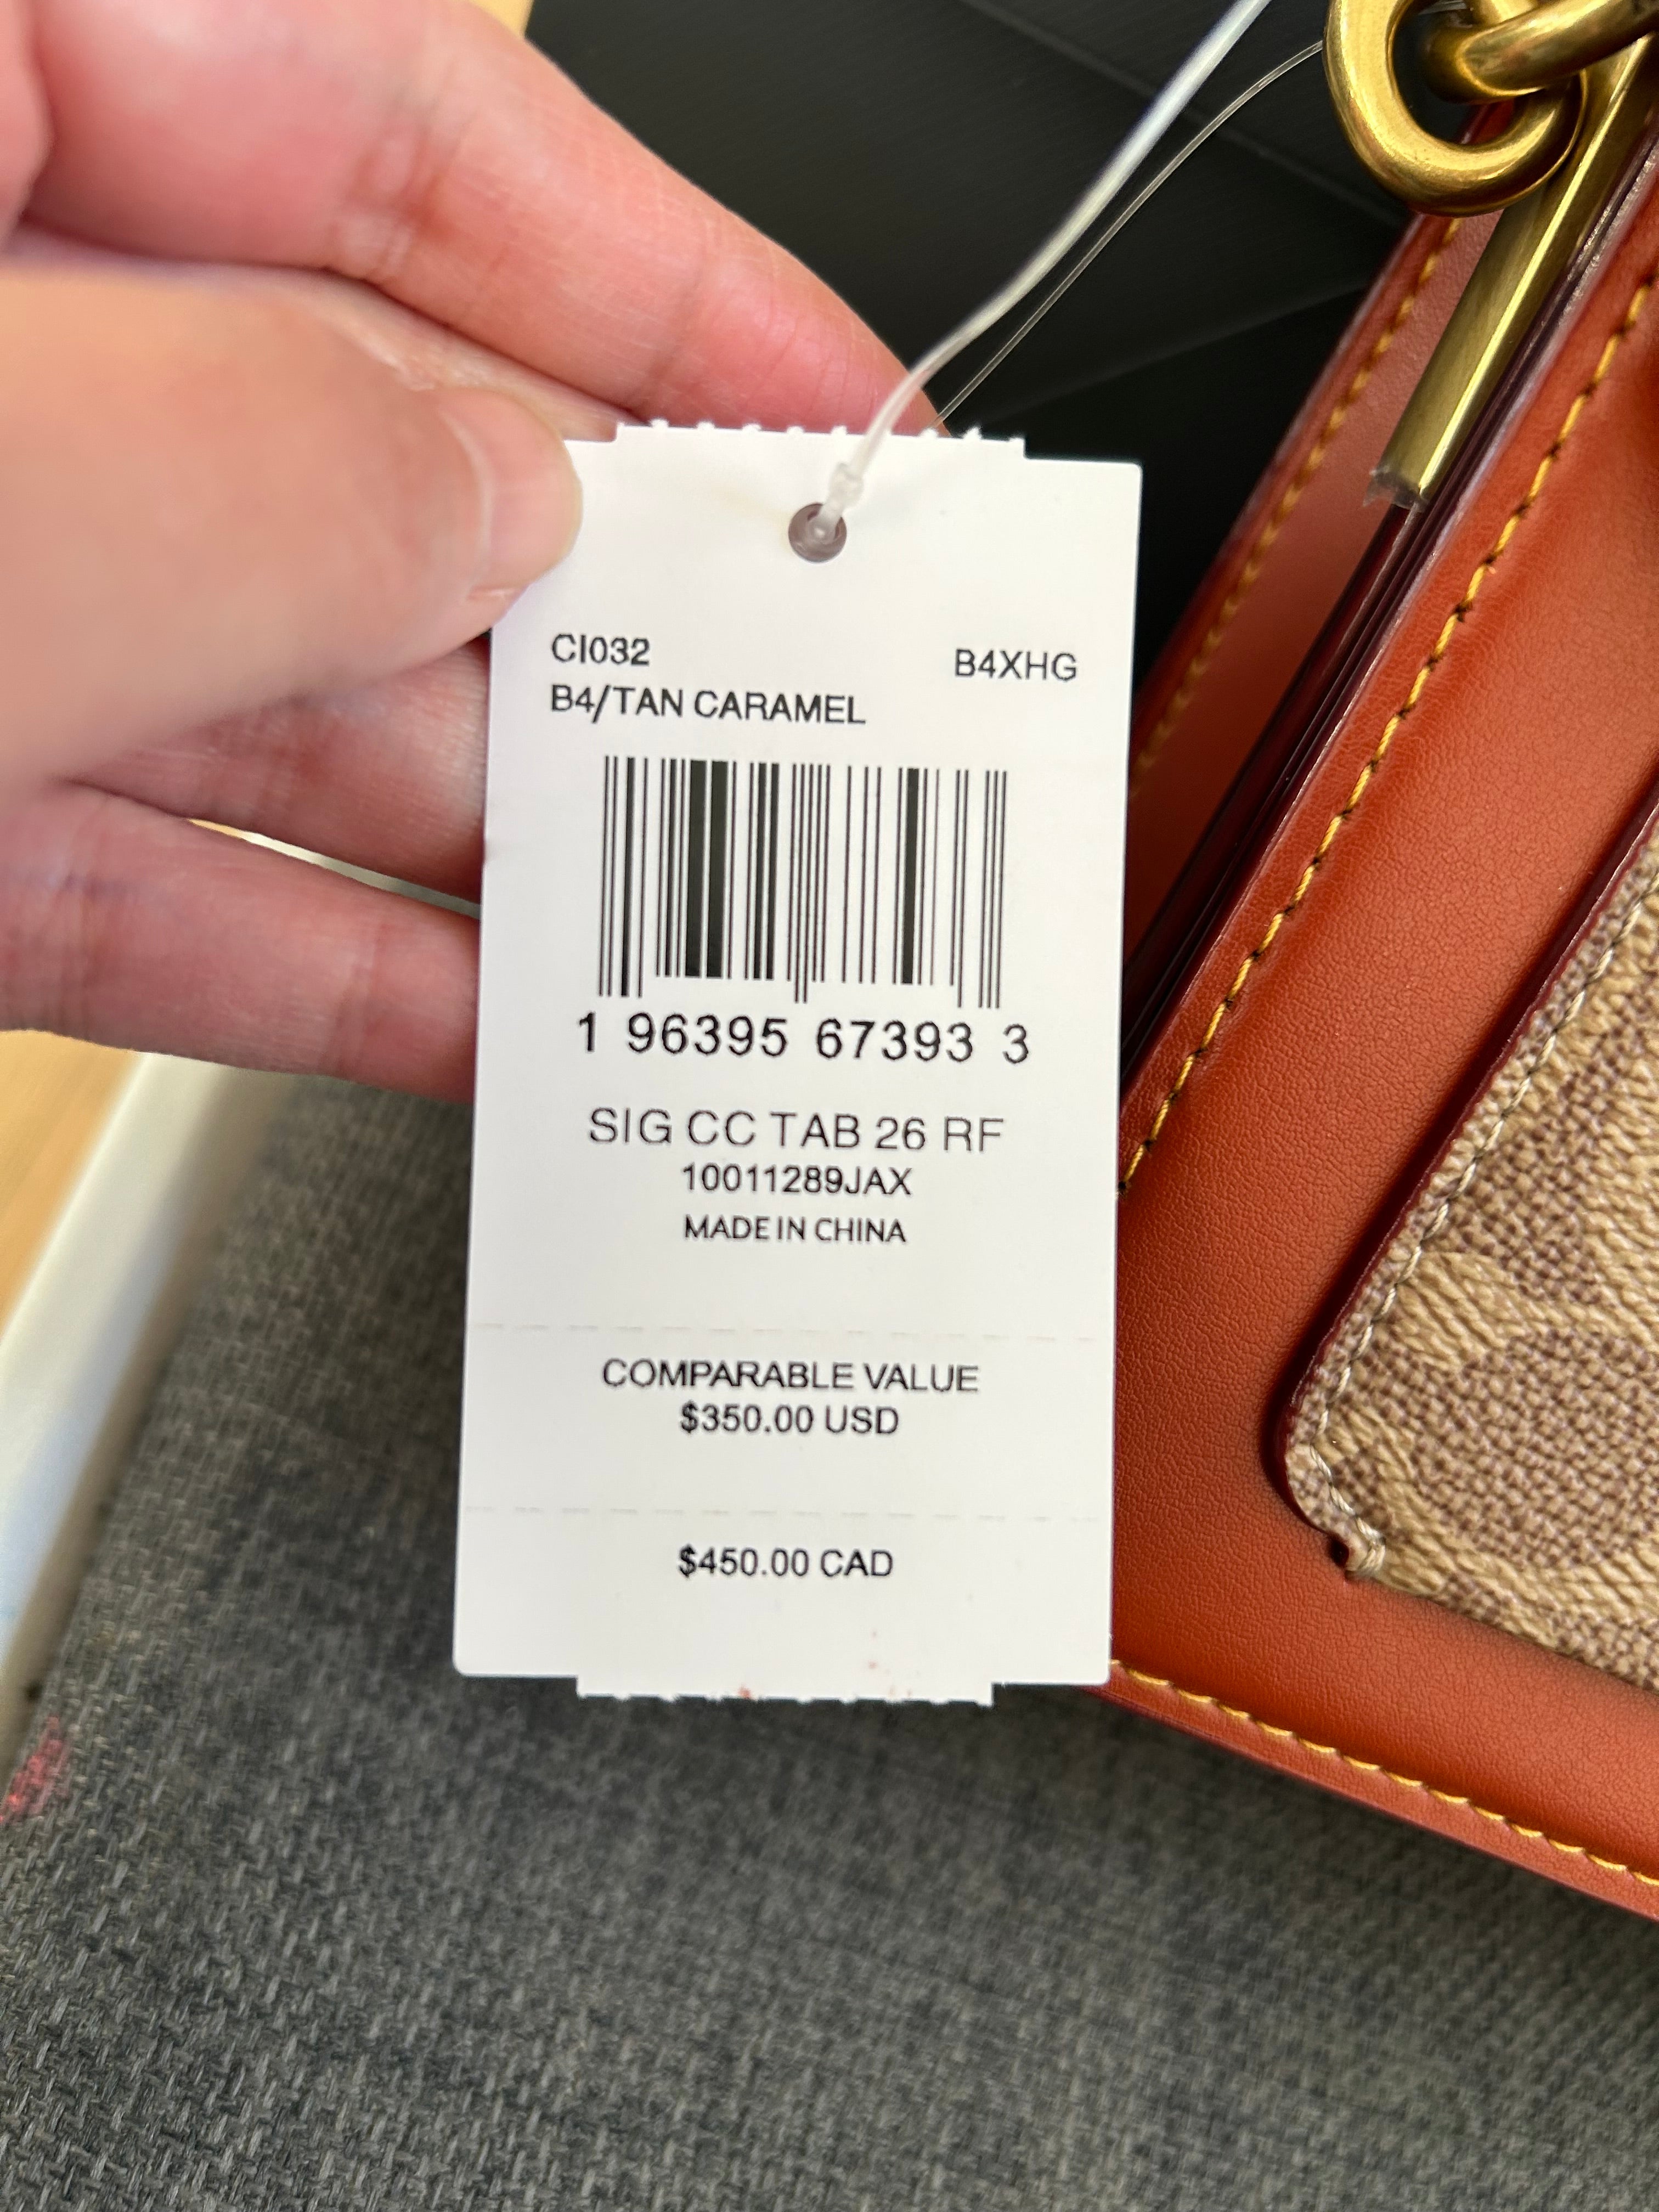 CI032 B4XHG
B4/TAN CARAMEL
1 96395 67393 3
SIG CC TAB 26 RF
10011289JAX
MADE IN CHINA
COMPARABLE VALUE
$350.00 USD
$450.00 CAD